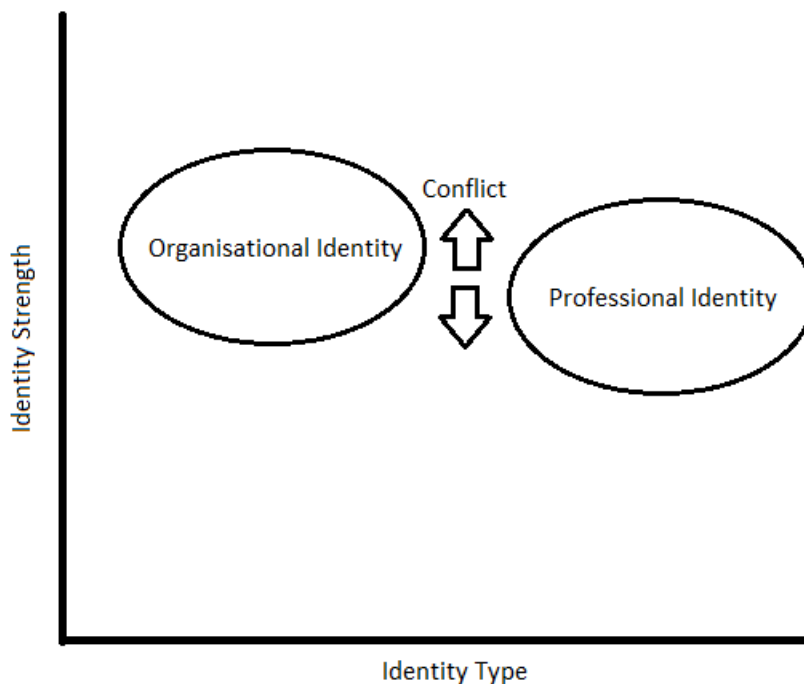 Conflict
Organisational Identity
Professional Identity
Identity Strength
Identity Type